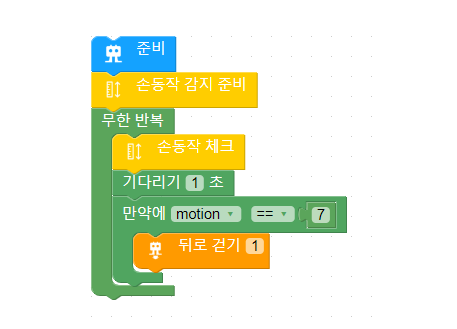 준비
손동작 감지 준비
무한 반복
손동작 체크
기다리기 1 초
만약에 motion == 7
뒤로 걷기 1